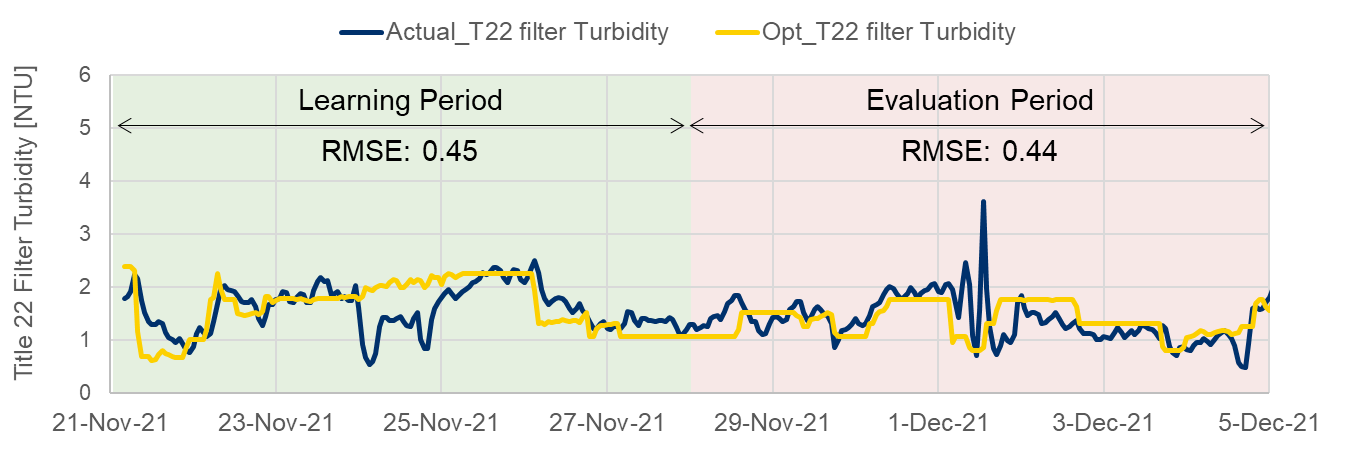 Actual_T22 filter Turbidity
Opt_T22 filter Turbidity
Title 22 Filter Turbidity [NTU]
6
5
4
3
2
1
0
Learning Period
RMSE: 0.45
Evaluation Period
RMSE: 0.44
21-Nov-21
23-Nov-21
25-Nov-21
27-Nov-21
29-Nov-21
1-Dec-21
3-Dec-21
5-Dec-21